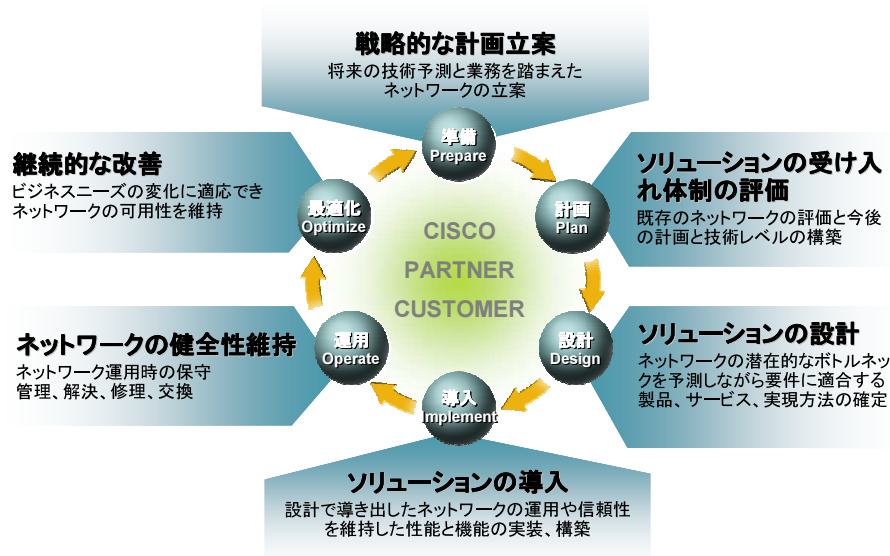 戦略的な計画立案
将来の技術予測と業務を踏まえた
ネットワークの立案
準備
Prepare
ソリューションの受け入
れ体制の評価
既存のネットワークの評価と今後
の計画と技術レベルの構築
計画
Plan
ソリューションの設計
ネットワークの潜在的なボトルネッ
クを予測しながら要件に適合する
製品、サービス、実現方法の確定
設計
Design
導入
Implement
ソリューションの導入
設計で導き出したネットワークの運用や信頼性
を維持した性能と機能の実装、構築
運用
Operate
ネットワークの健全性維持
ネットワーク運用時の保守
管理、解決、修理、交換
最適化
Optimize
継続的な改善
ビジネスニーズの変化に適応でき
ネットワークの可用性を維持
CISCO
PARTNER
CUSTOMER